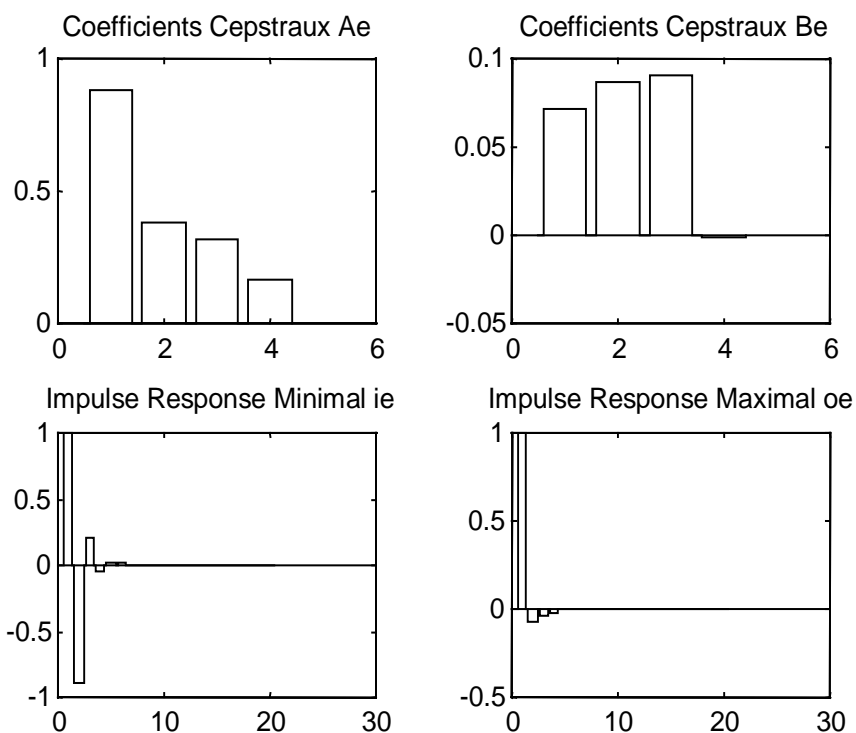 Coefficients Cepstraux Ae
1
0.5
0
0 2 4 6
Coefficients Cepstraux Be
0.1
0.05
0
-0.05
0 2 4 6
Impulse Response Minimal ie
1
0.5
0
-0.5
-1
0 10 20 30
Impulse Response Maximal oe
1
0.5
0
-0.5
0 10 20 30